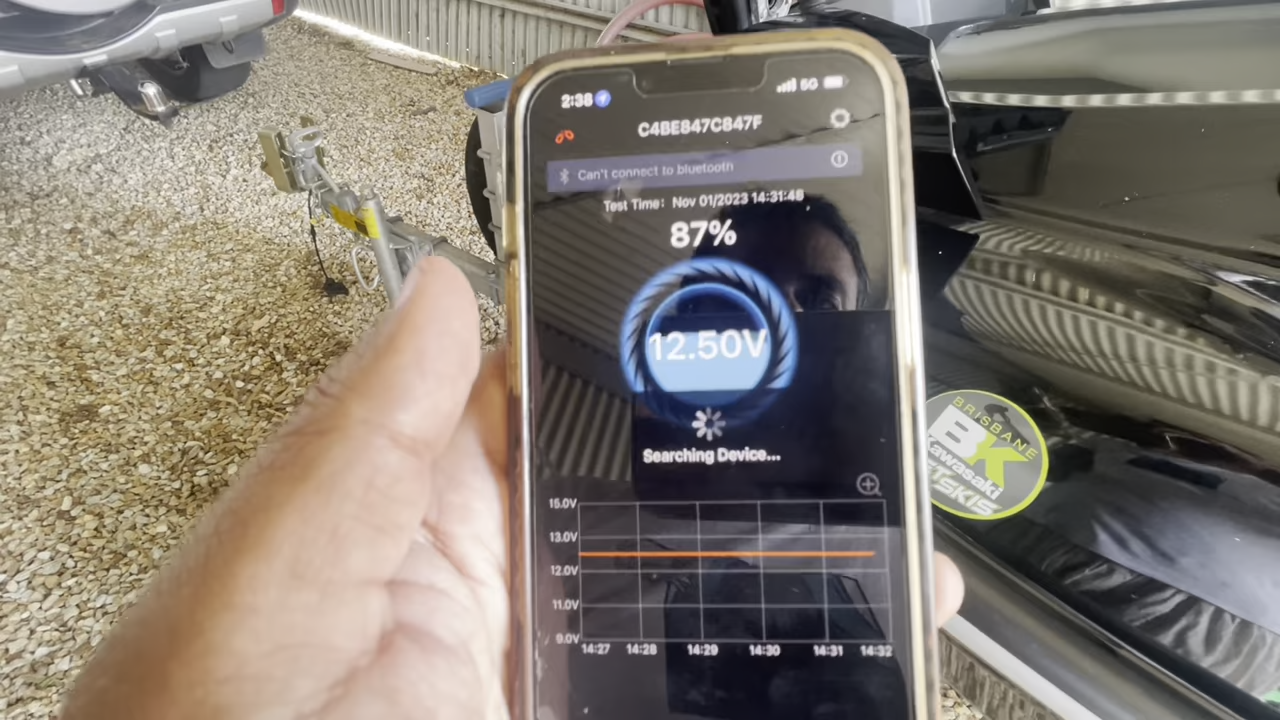 2:38
5G
C4BE847C847F
Can't connect to bluetooth
Test Time: Nov 01/2023 14:31:48
87%
12.50V
Searching Device...
15.0V
13.0V
12.0V
11.0V
9.0V
14:27 14:28 14:29 14:30 14:31 14:32
BRISBANE
BK
Kawasaki
JETSKIS